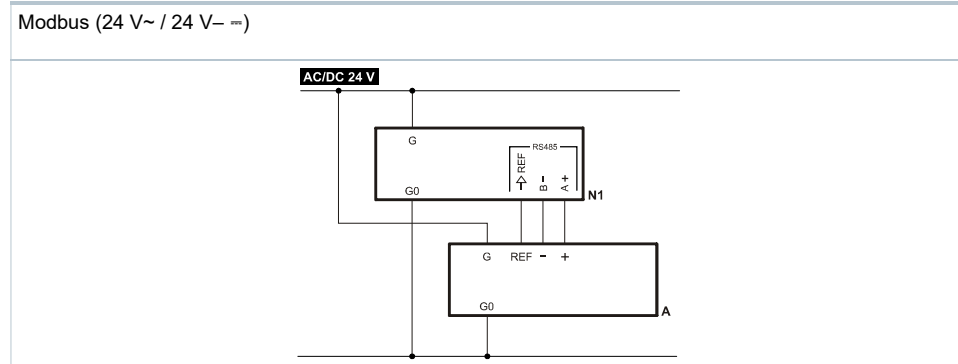 Modbus (24 V~ / 24 V– ⎓)
AC/DC 24 V
G
RS485
REF
B -
A +
G0
N1
G REF - +
G0
A